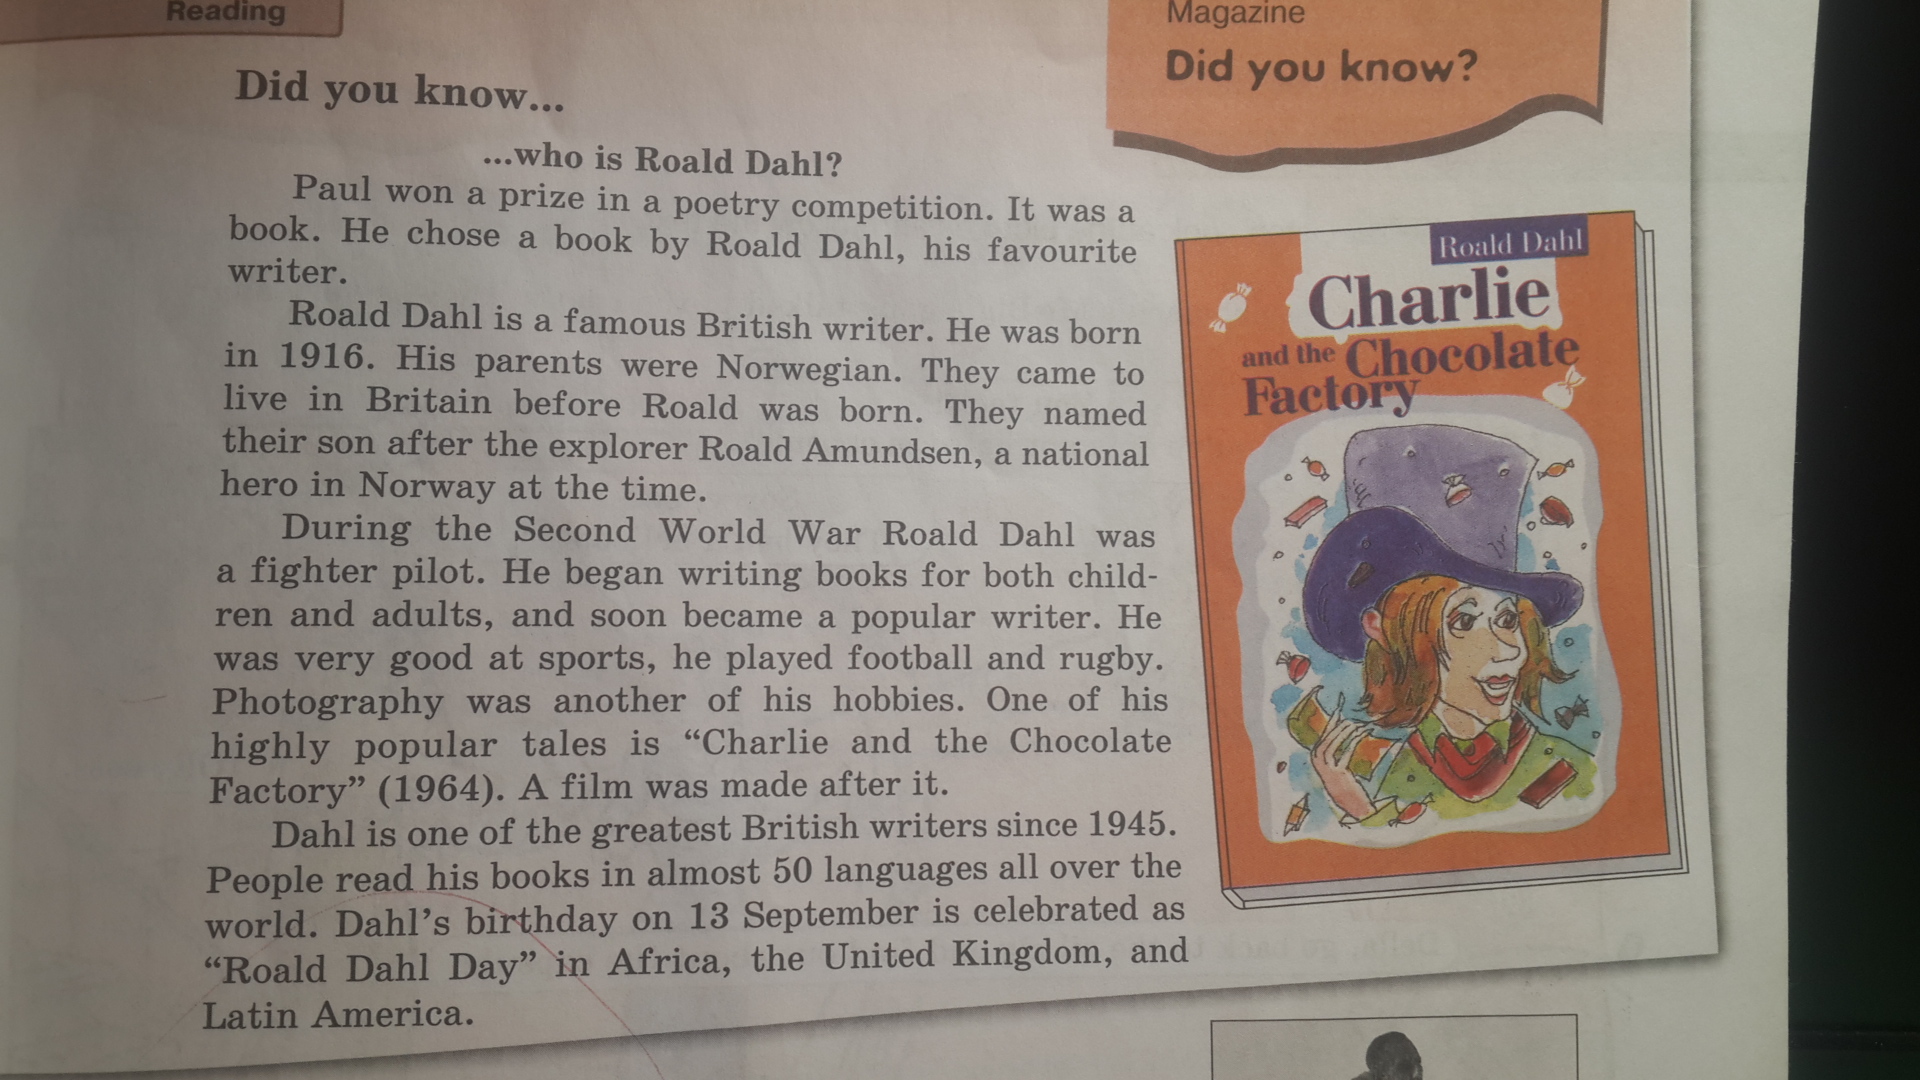 Reading
Magazine
Did you know?
Did you know...
...who is Roald Dahl?
Paul won a prize in a poetry competition. It was a
book. He chose a book by Roald Dahl, his favourite
writer.
Roald Dahl is a famous British writer. He was born
in 1916. His parents were Norwegian. They came to
live in Britain before Roald was born. They named
their son after the explorer Roald Amundsen, a national
hero in Norway at the time.
During the Second World War Roald Dahl was
a fighter pilot. He began writing books for both child-
ren and adults, and soon became a popular writer. He
was very good at sports, he played football and rugby.
Photography was another of his hobbies. One of his
highly popular tales is “Charlie and the Chocolate
Factory” (1964). A film was made after it.
Dahl is one of the greatest British writers since 1945.
People read his books in almost 50 languages all over the
world. Dahl’s birthday on 13 September is celebrated as
“Roald Dahl Day” in Africa, the United Kingdom, and
Latin America.
Roald Dahl
Charlie
and the Chocolate
Factory